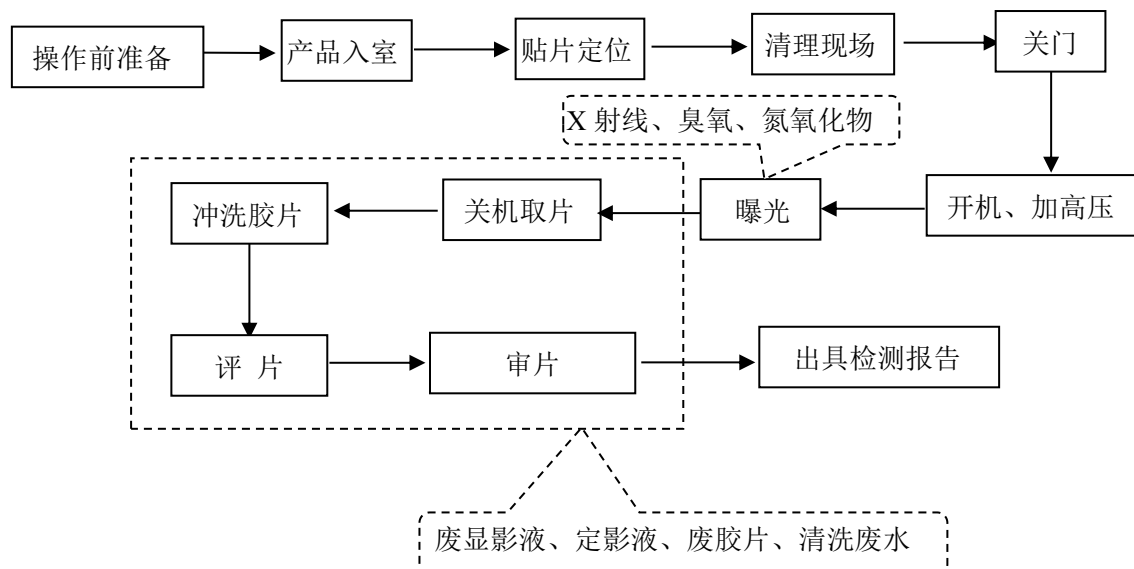 操作前准备
产品入室
贴片定位
清理现场
关门
X 射线、臭氧、氮氧化物
开机、加高压
曝光
关机取片
冲洗胶片
评 片
审片
出具检测报告
废显影液、定影液、废胶片、清洗废水